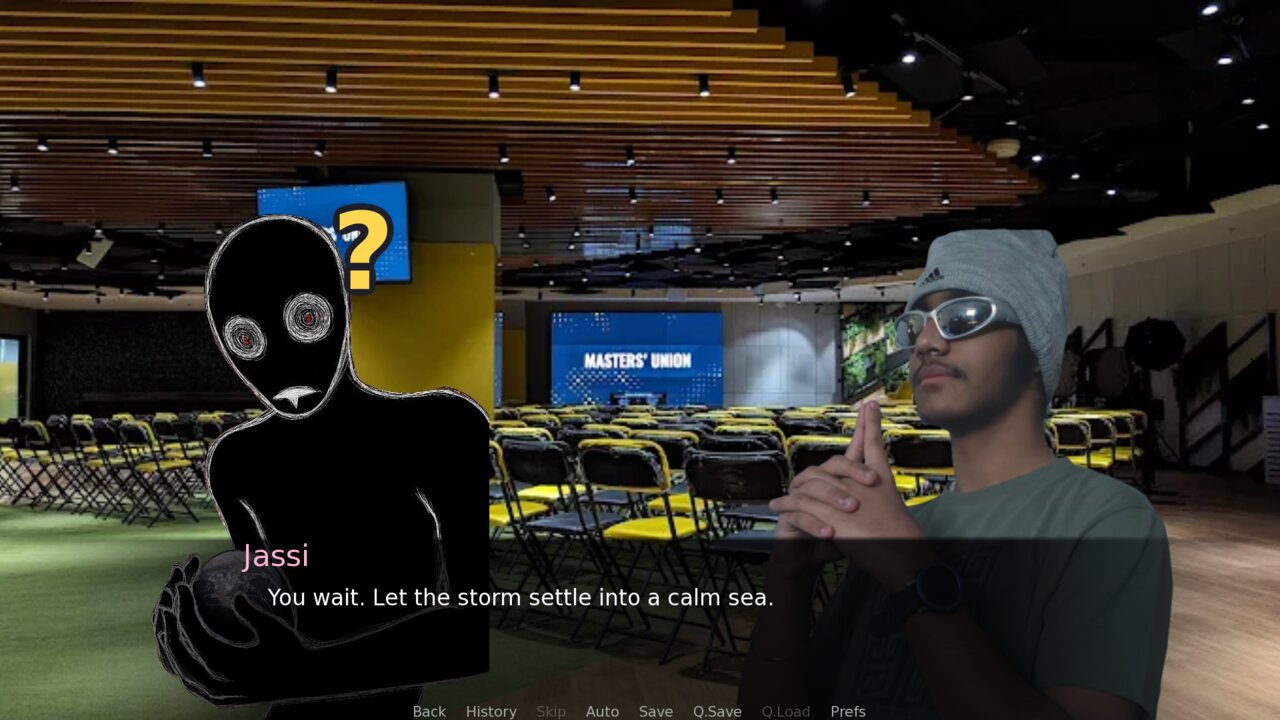 ?
MASTERS' UNION
Jassi
You wait. Let the storm settle into a calm sea.
Back History Skip Auto Save Q.Save Q.Load Prefs